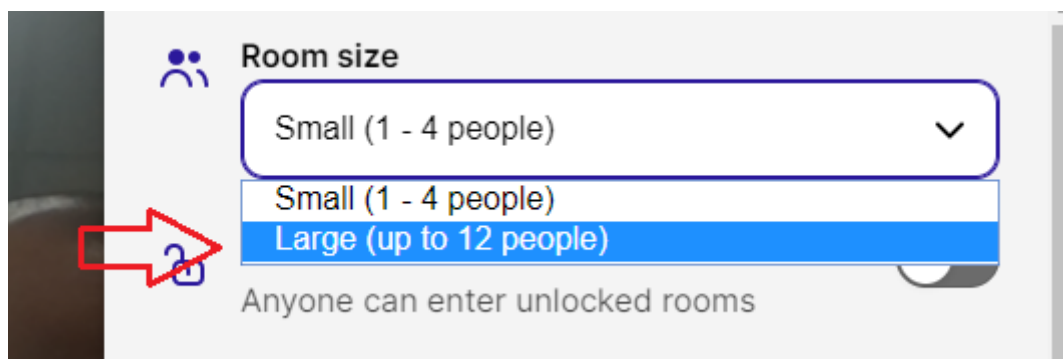 Room size
Small (1 - 4 people)
Small (1 - 4 people)
Large (up to 12 people)
Anyone can enter unlocked rooms